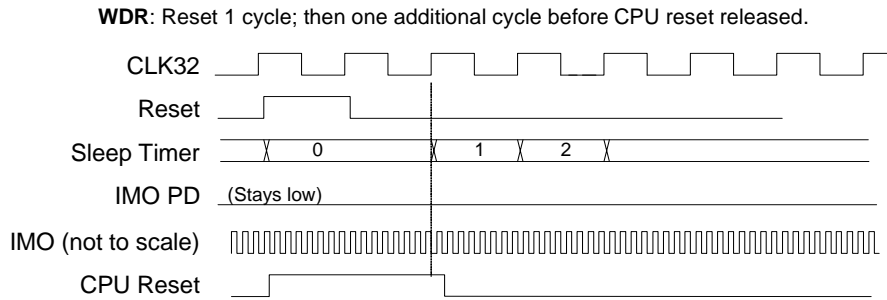 WDR: Reset 1 cycle; then one additional cycle before CPU reset released.
CLK32
Reset
Sleep Timer 0 1 2
IMO PD (Stays low)
IMO (not to scale)
CPU Reset